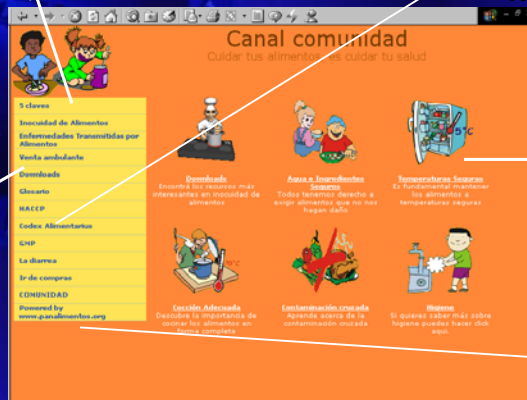 Canal comunidad
Cuidar tus alimentos, es cuidar tu salud
5 claves
Inocuidad de Alimentos
Enfermedades Transmitidas por
Alimentos
Venta ambulante
Downloads
Glosario
HACCP
Codex Alimentarius
GMP
La diarrea
Ir de compras
COMUNIDAD
Powered by
www.panalimentos.org
Downloads
Encontrá los recursos más
interesantes en inocuidad de
alimentos
Agua e Ingredientes
Seguros
Todos tenemos derecho a
exigir alimentos que no nos
hagan daño
5°C
Temperaturas Seguras
Es fundamental mantener
los alimentos a
temperaturas seguras
°C
Cocción Adecuada
Descubre la importancia de
cocinar los alimentos en
forma completa
Contaminación cruzada
Aprende acerca de la
contaminación cruzada
Higiene
Si quieres saber más sobre
higiene puedes hacer click
aqui.